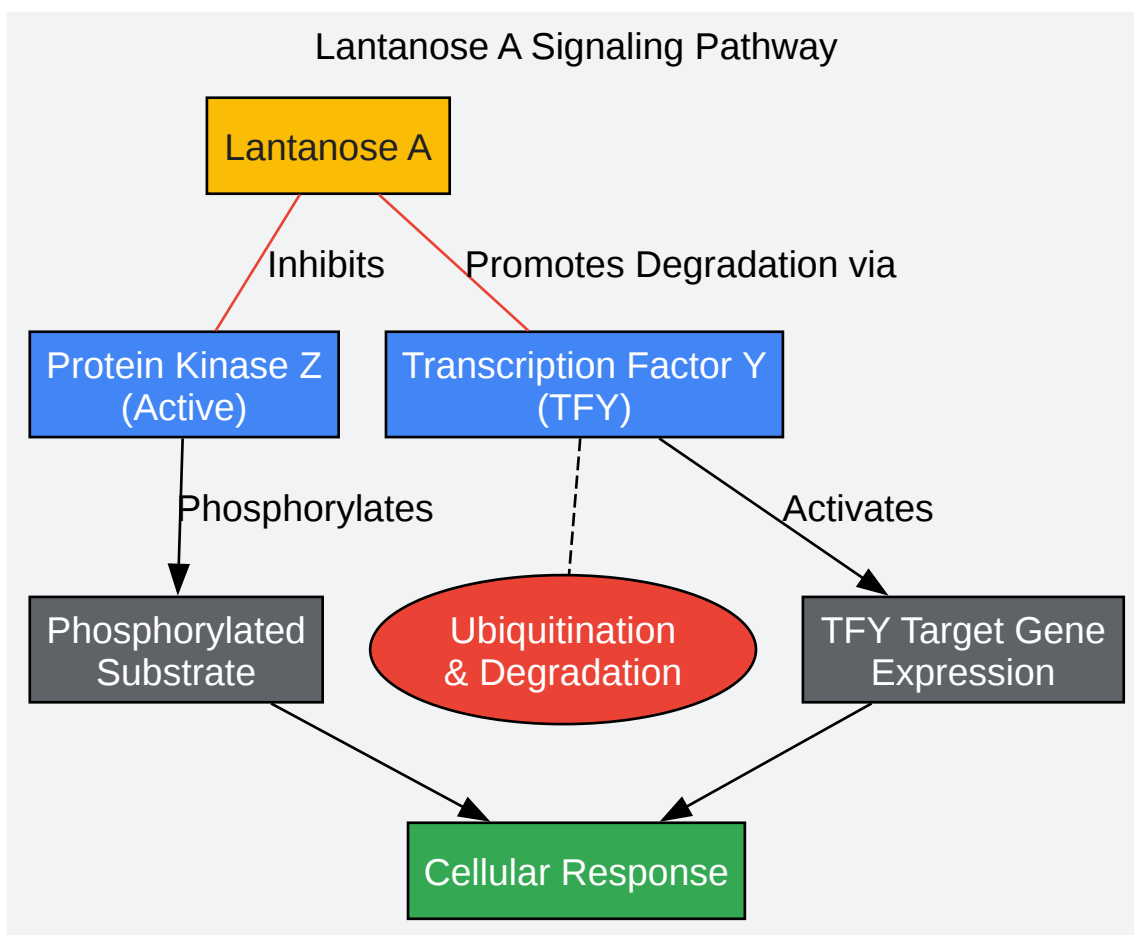 Lantanose A Signaling Pathway
Lantanose A
Inhibits
Promotes Degradation via
Protein Kinase Z
(Active)
Transcription Factor Y
(TFY)
Phosphorylates
Activates
Phosphorylated
Substrate
Ubiquitination
& Degradation
TFY Target Gene
Expression
Cellular Response